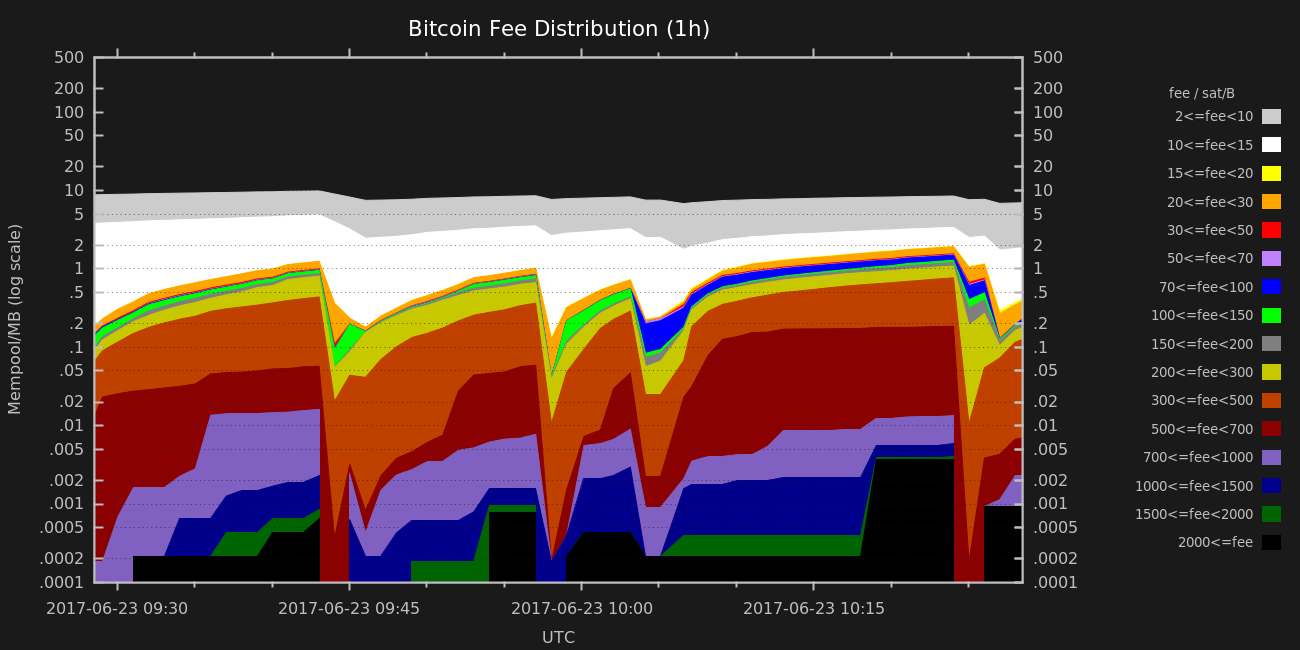 Bitcoin Fee Distribution (1h)
Mempool/MB (log scale)
500
200
100
50
20
10
5
2
1
.5
.2
.1
.05
.02
.01
.005
.002
.001
.0005
.0002
.0001
500
200
100
50
20
10
5
2
1
.5
.2
.1
.05
.02
.01
.005
.002
.001
.0005
.0002
.0001
2017-06-23 09:30
2017-06-23 09:45
2017-06-23 10:00
2017-06-23 10:15
UTC
fee / sat/B
2<=fee<10
10<=fee<15
15<=fee<20
20<=fee<30
30<=fee<50
50<=fee<70
70<=fee<100
100<=fee<150
150<=fee<200
200<=fee<300
300<=fee<500
500<=fee<700
700<=fee<1000
1000<=fee<1500
1500<=fee<2000
2000<=fee